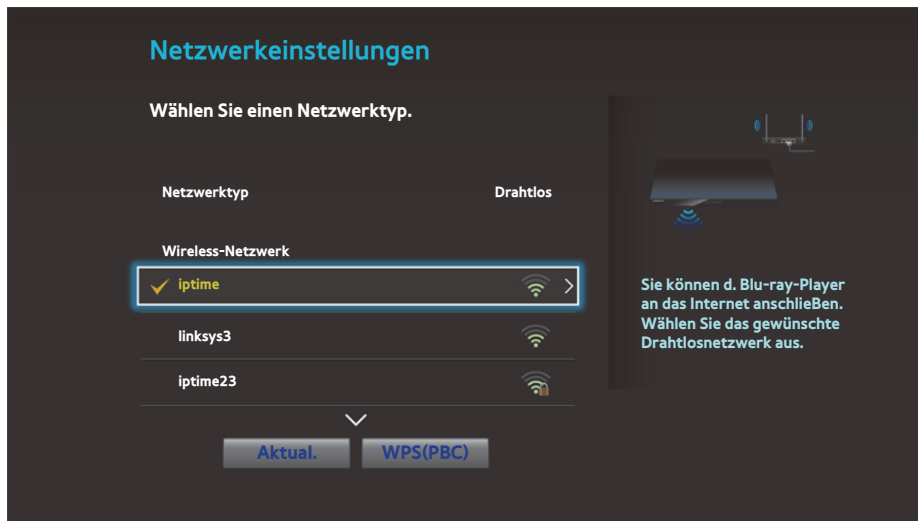 Netzwerkeinstellungen
Wählen Sie einen Netzwerktyp.
Netzwerktyp Drahtlos
Wireless-Netzwerk
iptime
linksys3
iptime23
Aktual. WPS(PBC)
Sie können d. Blu-ray-Player
an das Internet anschließen.
Wählen Sie das gewünschte
Drahtlosnetzwerk aus.